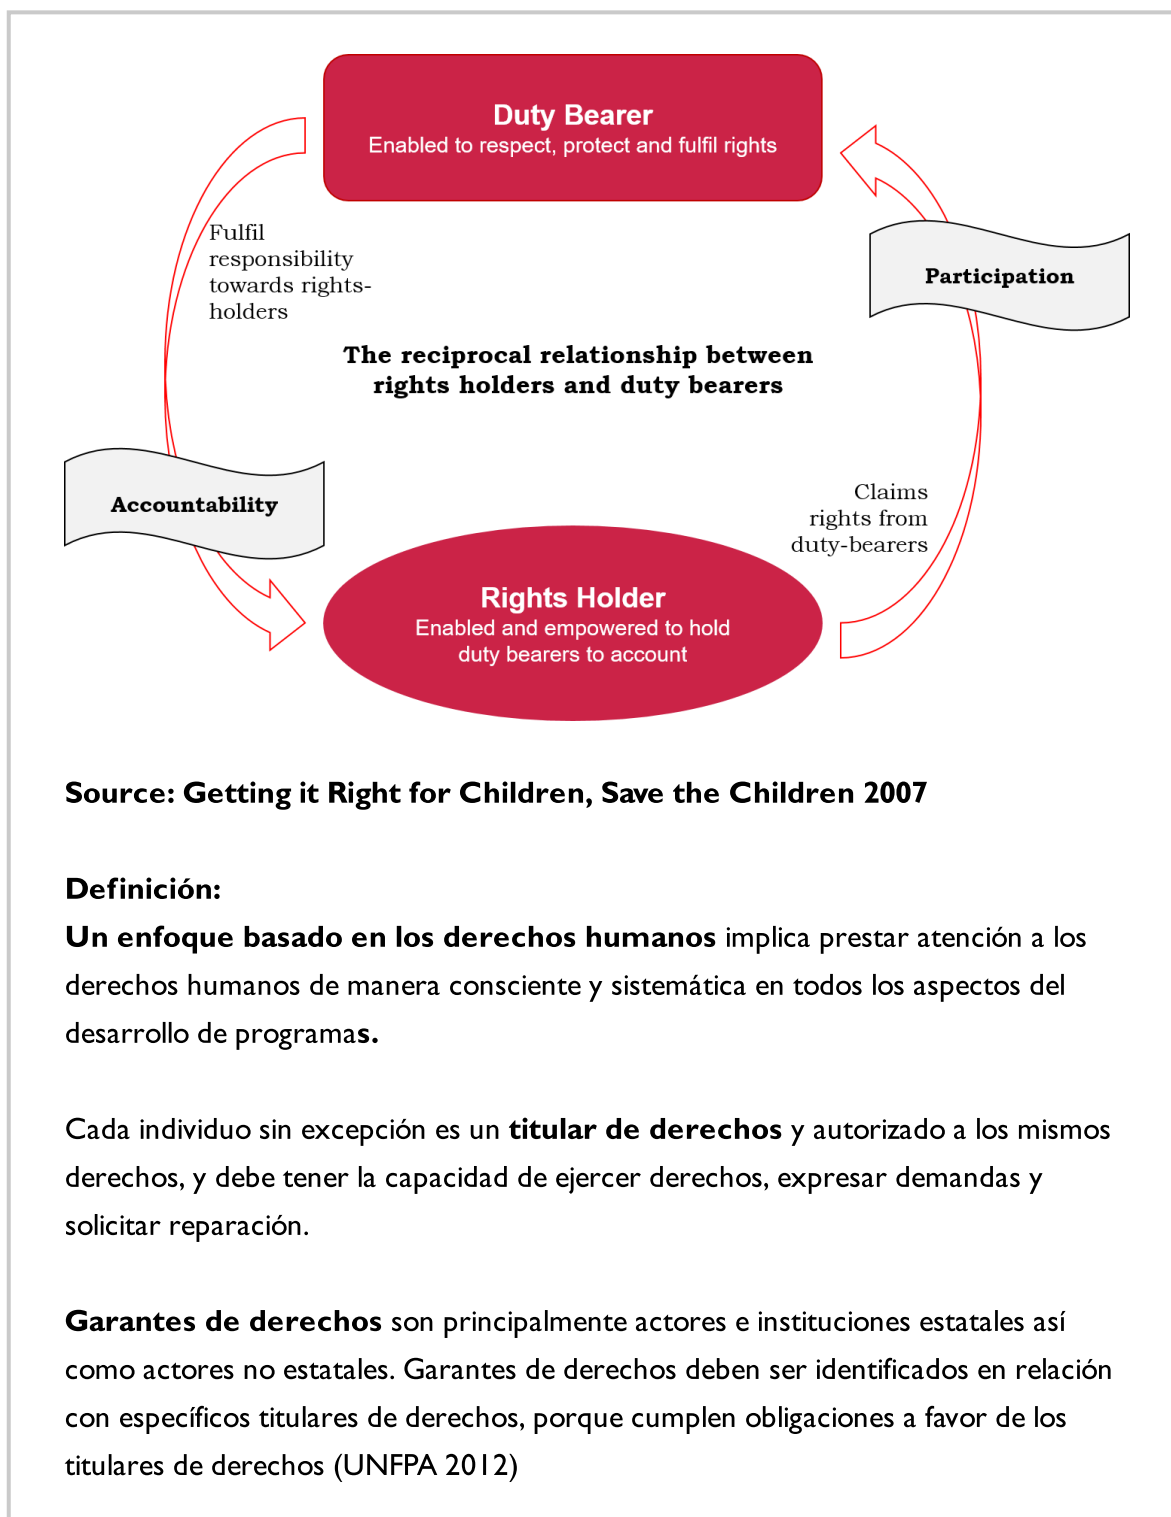 Duty Bearer
Enabled to respect, protect and fulfil rights
Fulfil
responsibility
towards rights-
holders
Participation
The reciprocal relationship between
rights holders and duty bearers
Accountability
Claims
rights from
duty-bearers
Rights Holder
Enabled and empowered to hold
duty bearers to account
Source: Getting it Right for Children, Save the Children 2007
Definición:
Un enfoque basado en los derechos humanos implica prestar atención a los
derechos humanos de manera consciente y sistemática en todos los aspectos del
desarrollo de programas.
Cada individuo sin excepción es un titular de derechos y autorizado a los mismos
derechos, y debe tener la capacidad de ejercer derechos, expresar demandas y
solicitar reparación.
Garantes de derechos son principalmente actores e instituciones estatales así
como actores no estatales. Garantes de derechos deben ser identificados en relación
con específicos titulares de derechos, porque cumplen obligaciones a favor de los
titulares de derechos (UNFPA 2012)